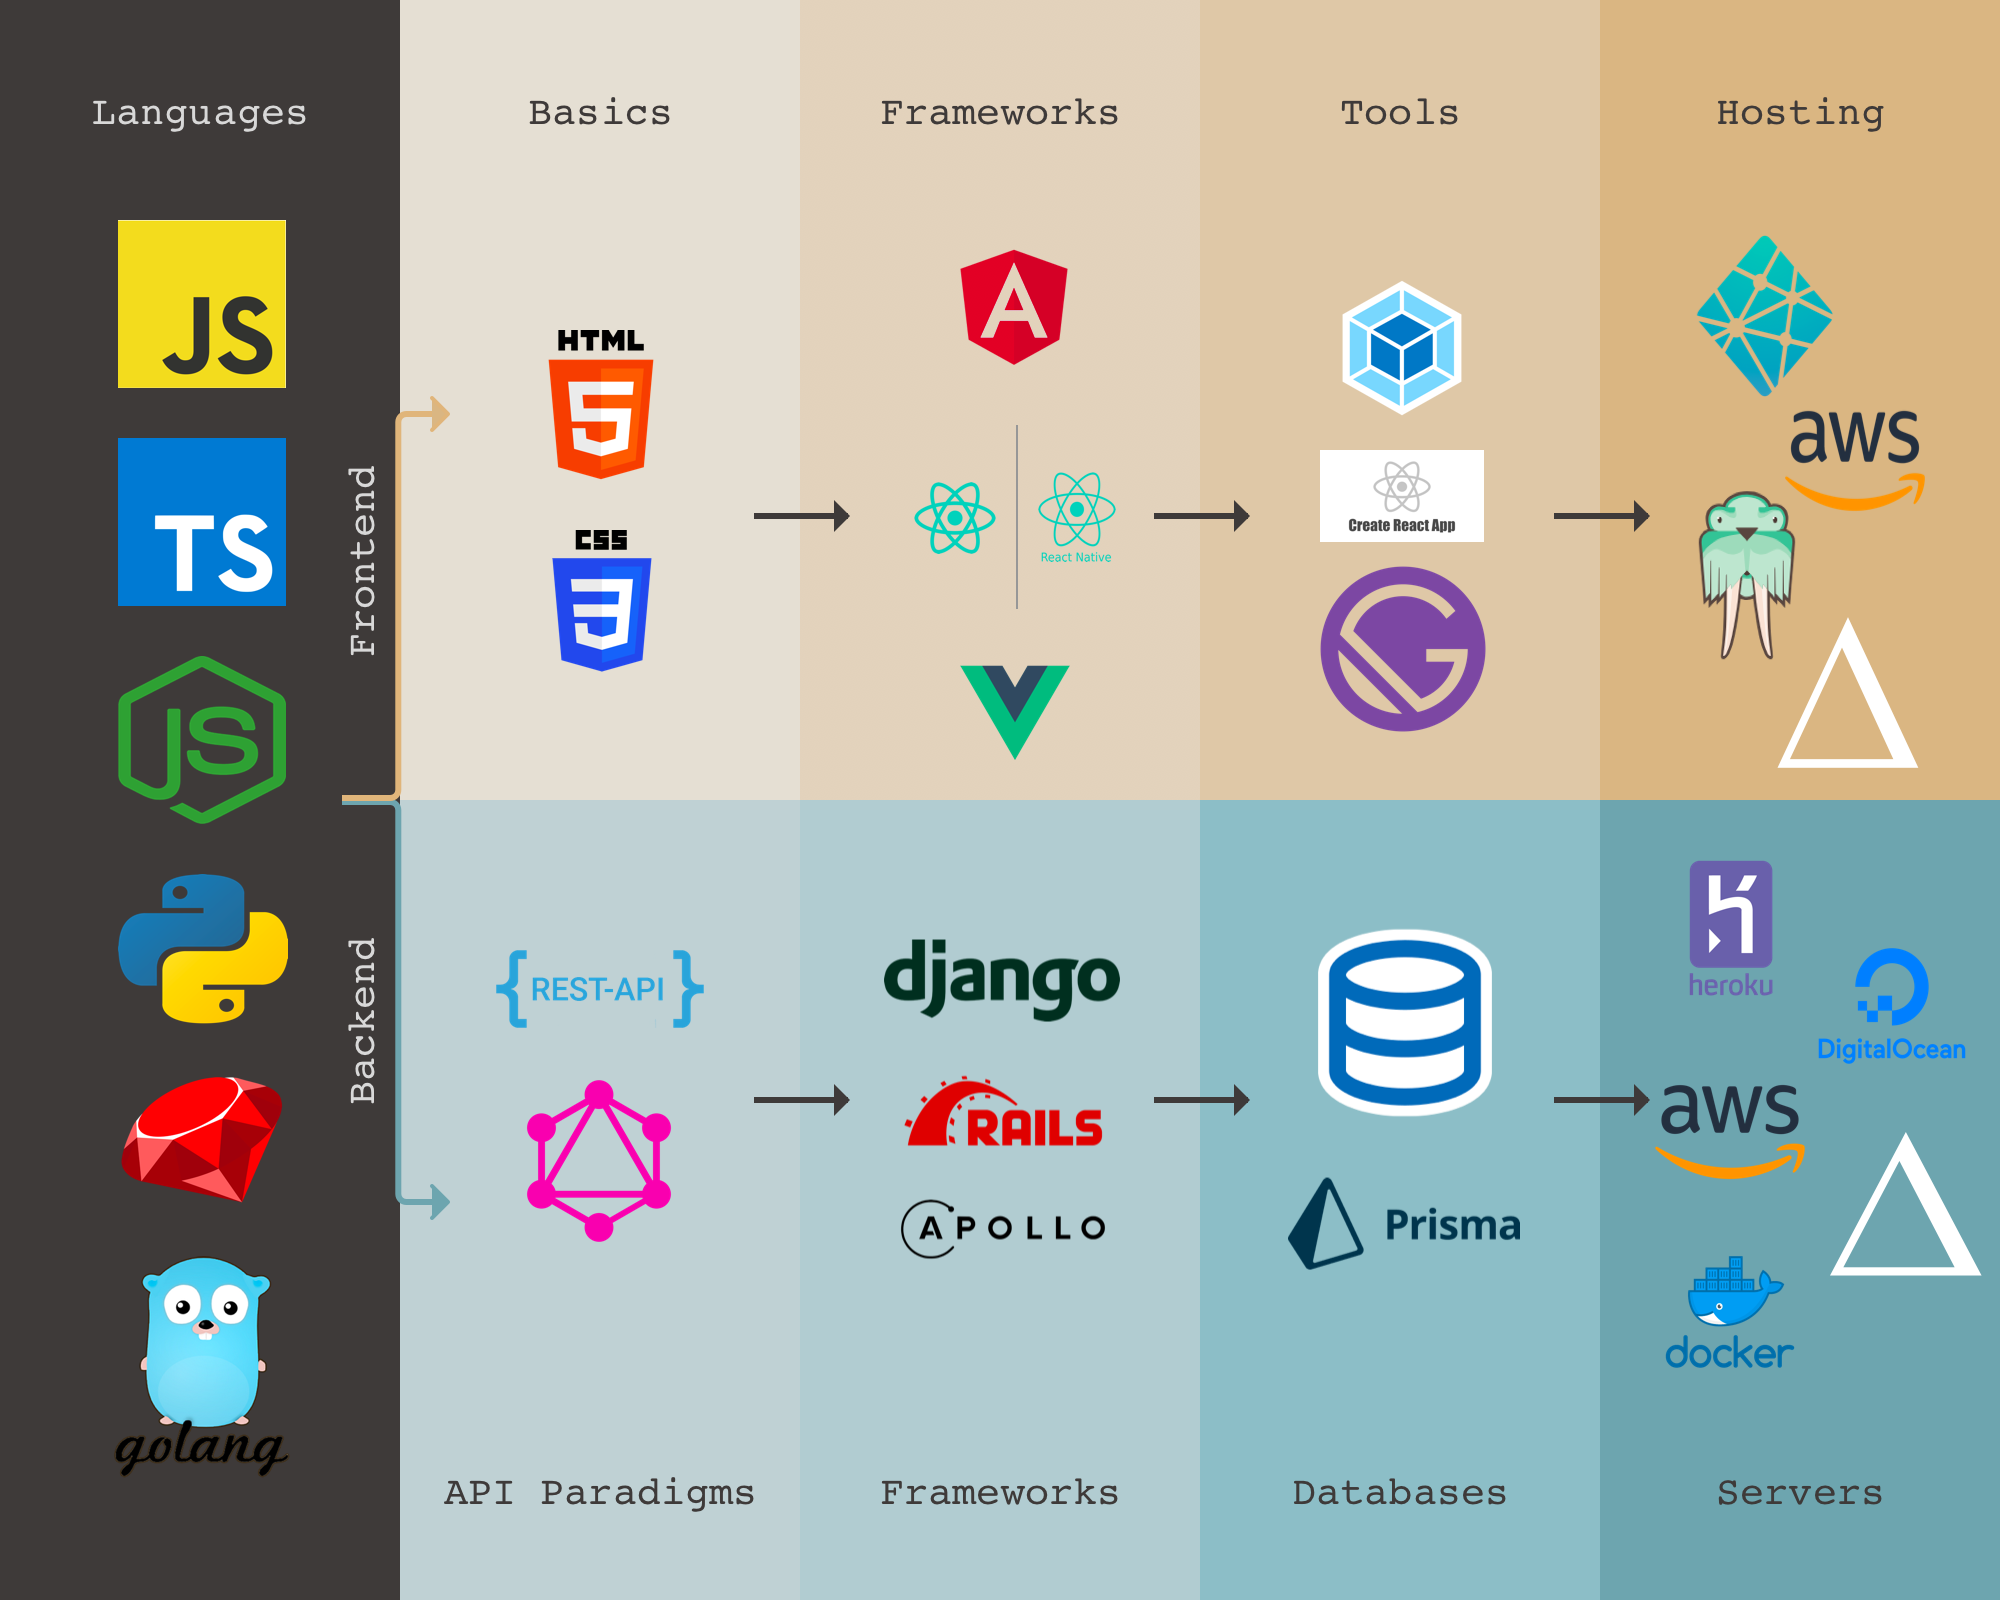 Languages
Basics
Frameworks
Tools
Hosting
JS
TS
JS
golang
Frontend
Backend
HTML
5
CSS
3
A
React Native
Create React App
G
aws
{ REST-API }
django
RAILS
APOLLO
Prisma
heroku
DigitalOcean
aws
docker
API Paradigms
Frameworks
Databases
Servers